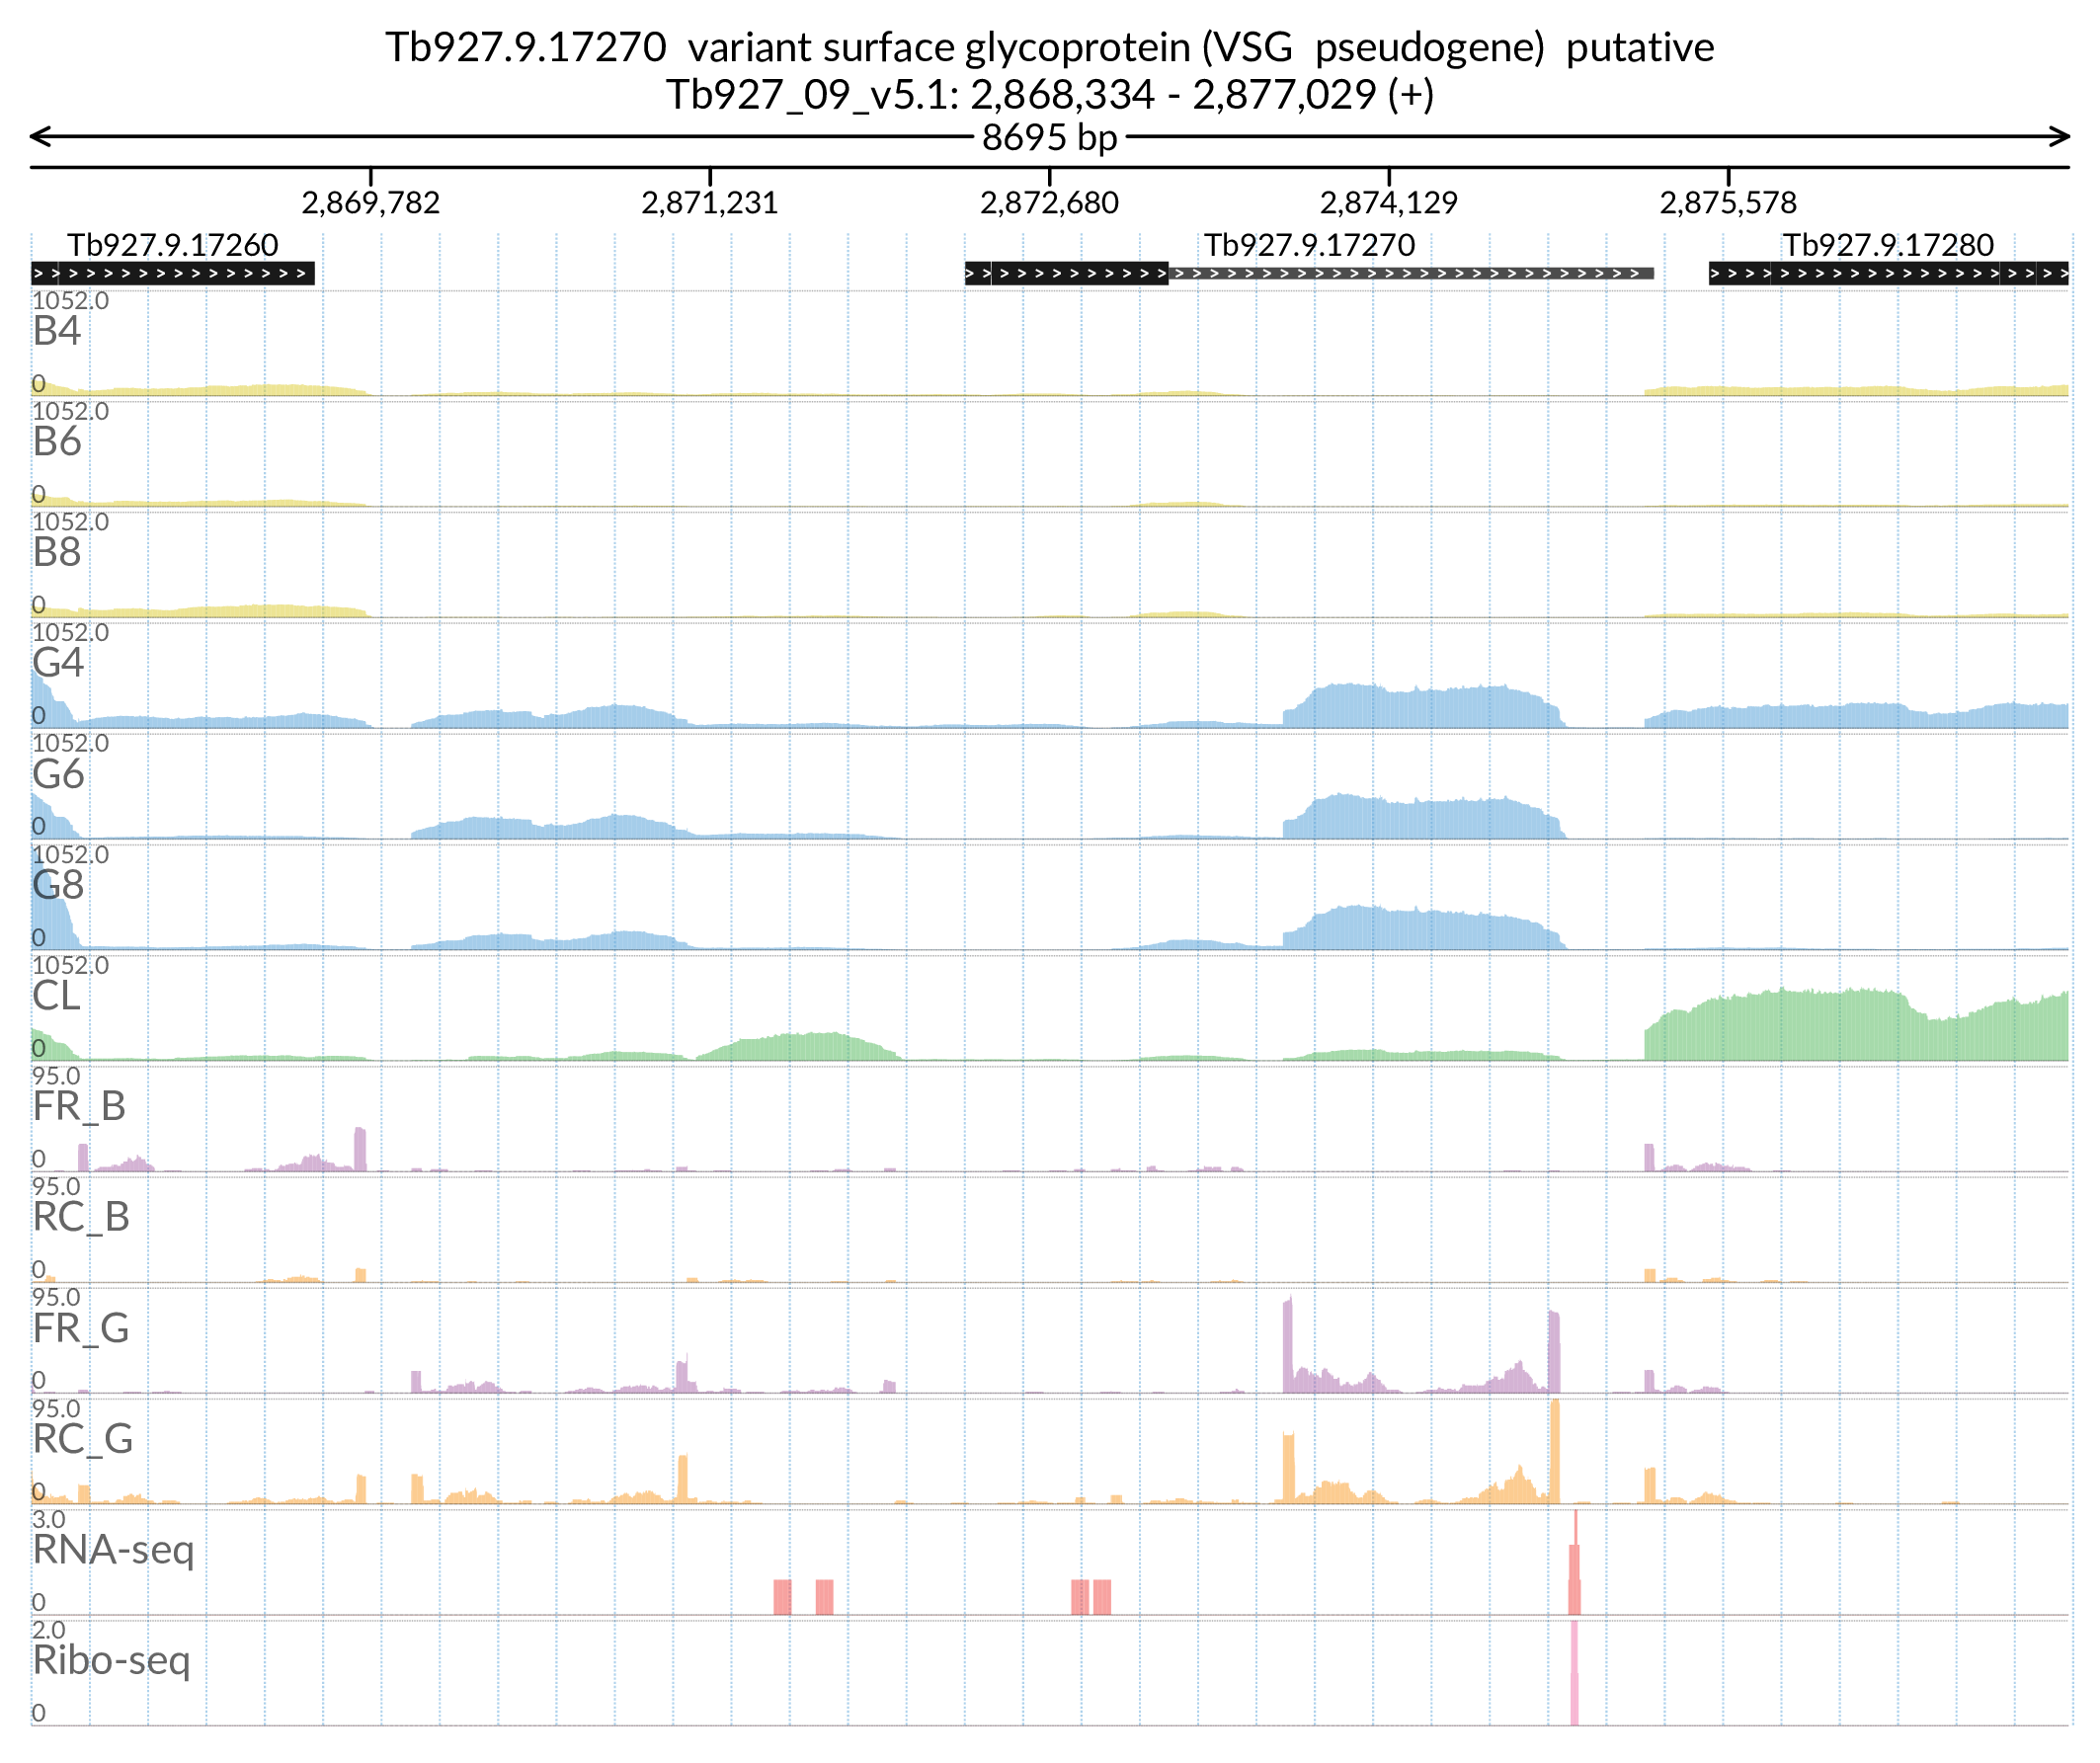 Tb927.9.17270 variant surface glycoprotein (VSG pseudogene) putative
Tb927_09_v5.1: 2,868,334 - 2,877,029 (+)
8695 bp
2,869,782 2,871,231 2,872,680 2,874,129 2,875,578
Tb927.9.17260 Tb927.9.17270 Tb927.9.17280
1052.0
B4
0
1052.0
B6
0
1052.0
B8
0
1052.0
G4
0
1052.0
G6
0
1052.0
G8
0
1052.0
CL
0
95.0
FR_B
0
95.0
RC_B
0
95.0
FR_G
0
95.0
RC_G
0
3.0
RNA-seq
0
2.0
Ribo-seq
0